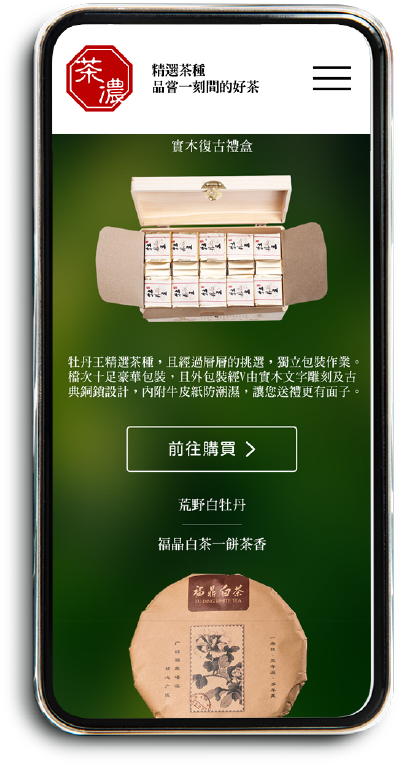 茶濃
精選茶種
品嘗一刻間的好茶
實木復古禮盒
牡丹王精選茶種，且經過層層的挑選，獨立包裝作業。
檔次十足豪華包裝，且外包裝經V由實木文字雕刻及古
典銅鎖設計，內附牛皮紙防潮濕，讓您送禮更有面子。
前往購買
荒野白牡丹
福晶白茶一餅茶香
福鼎白茶
FUDING WHITE TEA